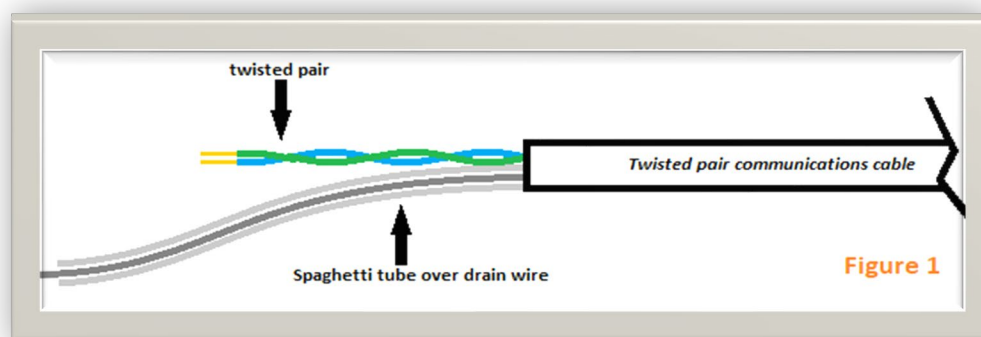 twisted pair
Twisted pair communications cable
Spaghetti tube over drain wire
Figure 1